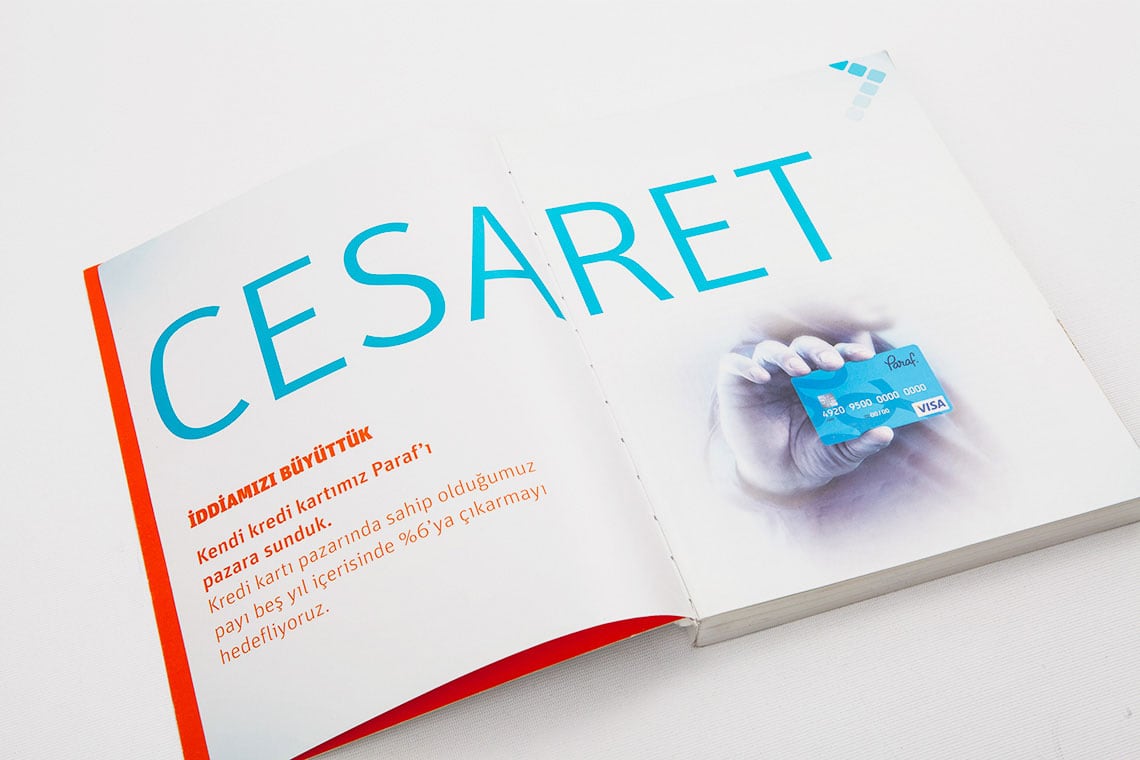 CESARET
İDDİAMIZI BÜYÜTTÜK
Kendi kredi kartımız Paraf'ı
pazara sunduk.
Kredi kartı pazarında sahip olduğumuz
payı beş yıl içerisinde %6'ya çıkarmayı
hedefliyoruz.
Paraf.
4920 9500 0000 0000
00/00
VISA